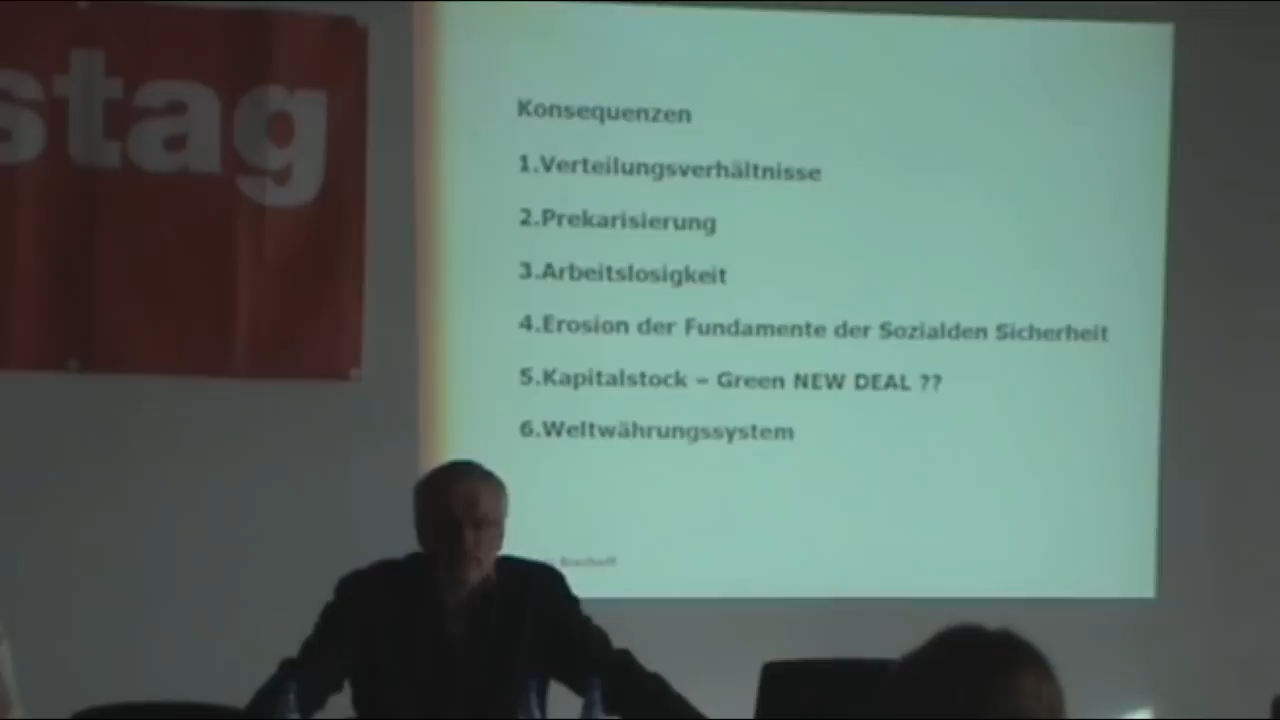 stag
Konsequenzen
1.Verteilungsverhältnisse
2.Prekarisierung
3.Arbeitslosigkeit
4.Erosion der Fundamente der Sozialden Sicherheit
5.Kapitalstock – Green NEW DEAL ??
6.Weltwährungssystem
Bischoff